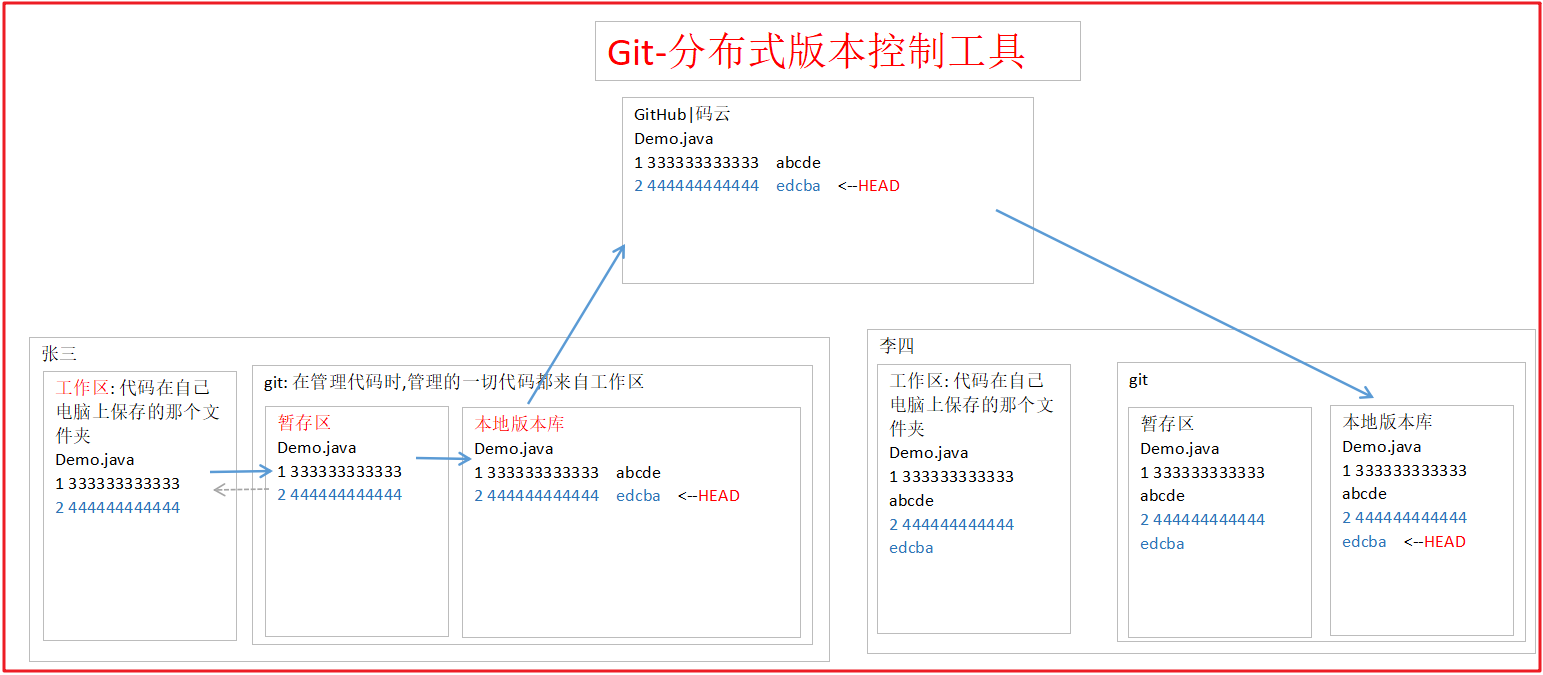 Git-分布式版本控制工具
GitHub|码云
Demo.java
1 333333333333 abcde
2 444444444444 edcba <--HEAD
张三
工作区: 代码在自己
电脑上保存的那个文
件夹
Demo.java
1 333333333333
2 444444444444
git: 在管理代码时,管理的一切代码都来自工作区
暂存区
Demo.java
1 333333333333
2 444444444444
本地版本库
Demo.java
1 333333333333 abcde
2 444444444444 edcba <--HEAD
李四
工作区: 代码在自己
电脑上保存的那个文
件夹
Demo.java
1 333333333333
abcde
2 444444444444
edcba
git
暂存区
Demo.java
1 333333333333
abcde
2 444444444444
edcba
本地版本库
Demo.java
1 333333333333
abcde
2 444444444444
edcba <--HEAD